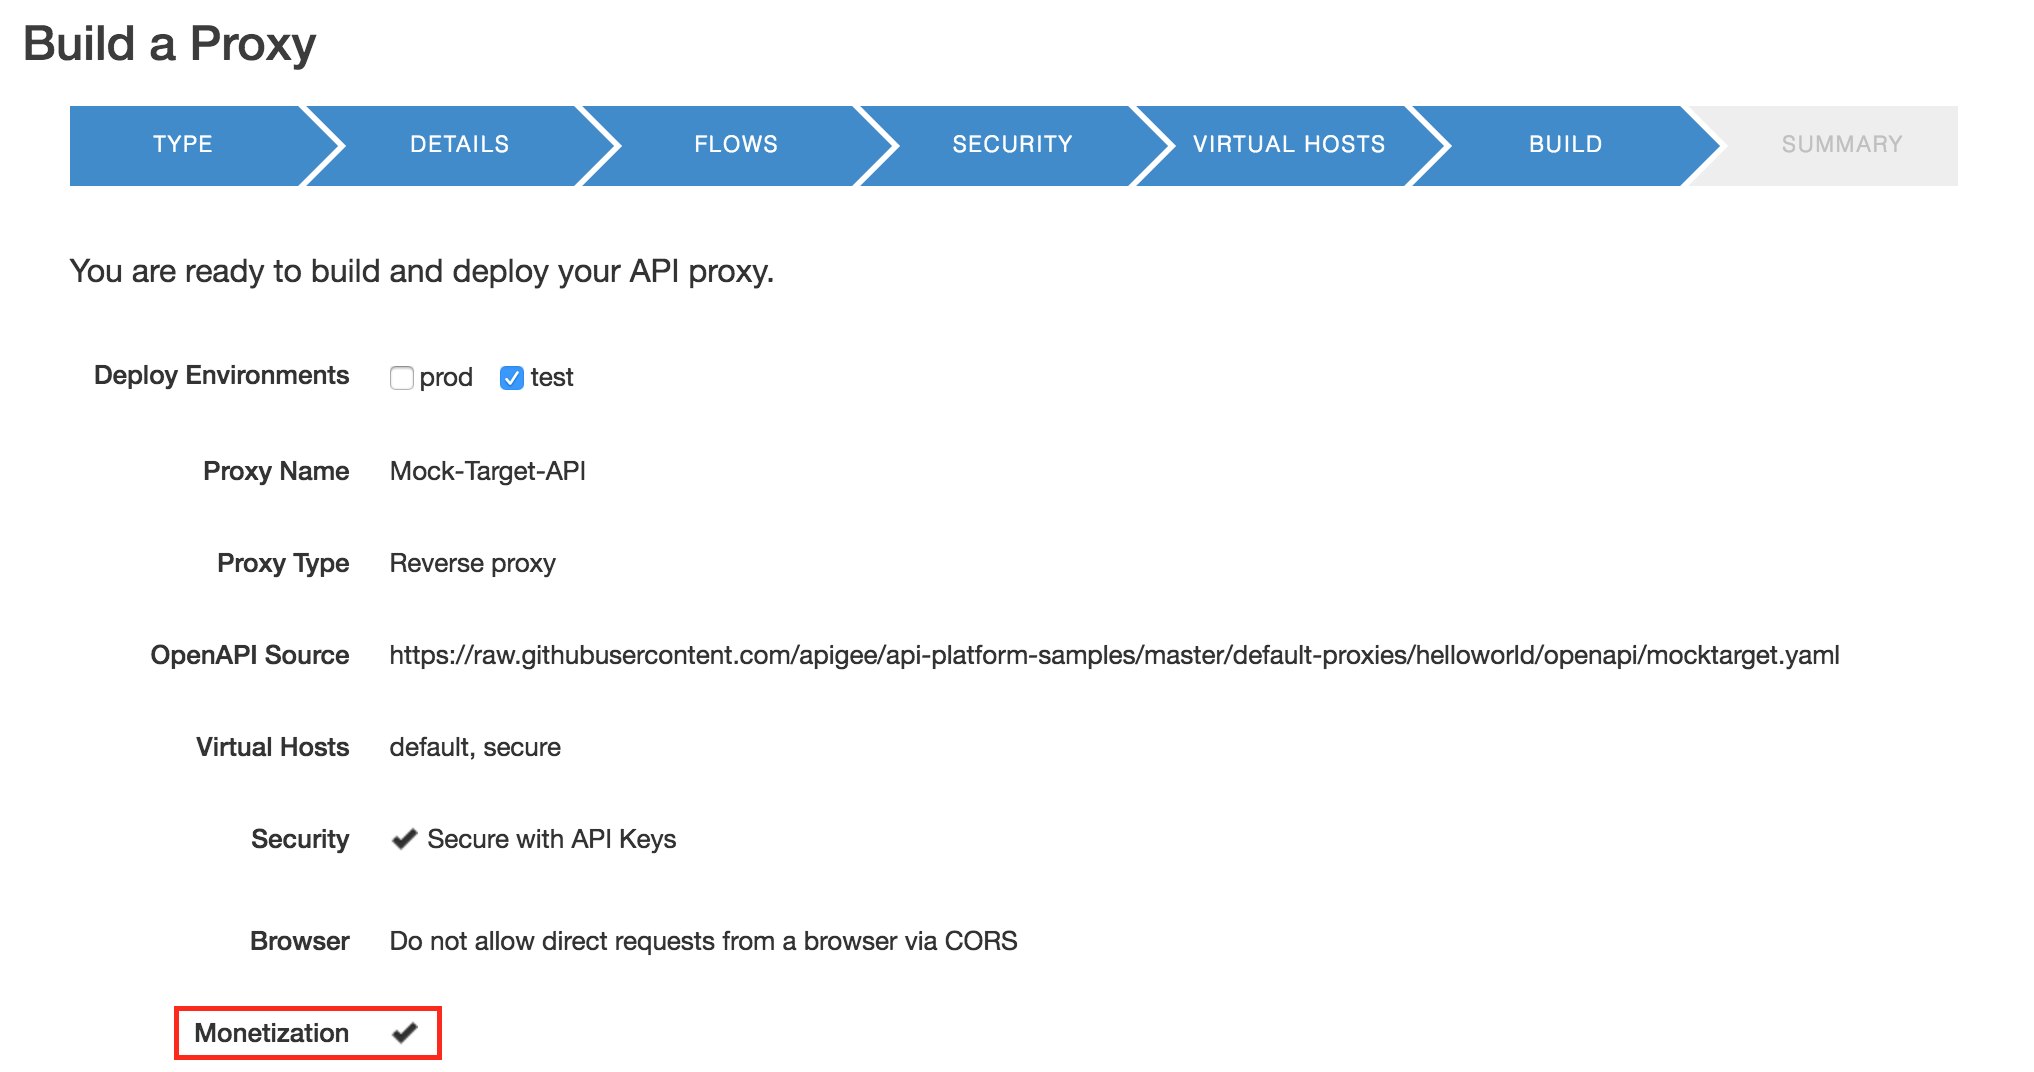 Build a Proxy
TYPE DETAILS FLOWS SECURITY VIRTUAL HOSTS BUILD SUMMARY
You are ready to build and deploy your API proxy.
Deploy Environments prod test
Proxy Name Mock-Target-API
Proxy Type Reverse proxy
OpenAPI Source https://raw.githubusercontent.com/apigee/api-platform-samples/master/default-proxies/helloworld/openapi/mocktarget.yaml
Virtual Hosts default, secure
Security Secure with API Keys
Browser Do not allow direct requests from a browser via CORS
Monetization